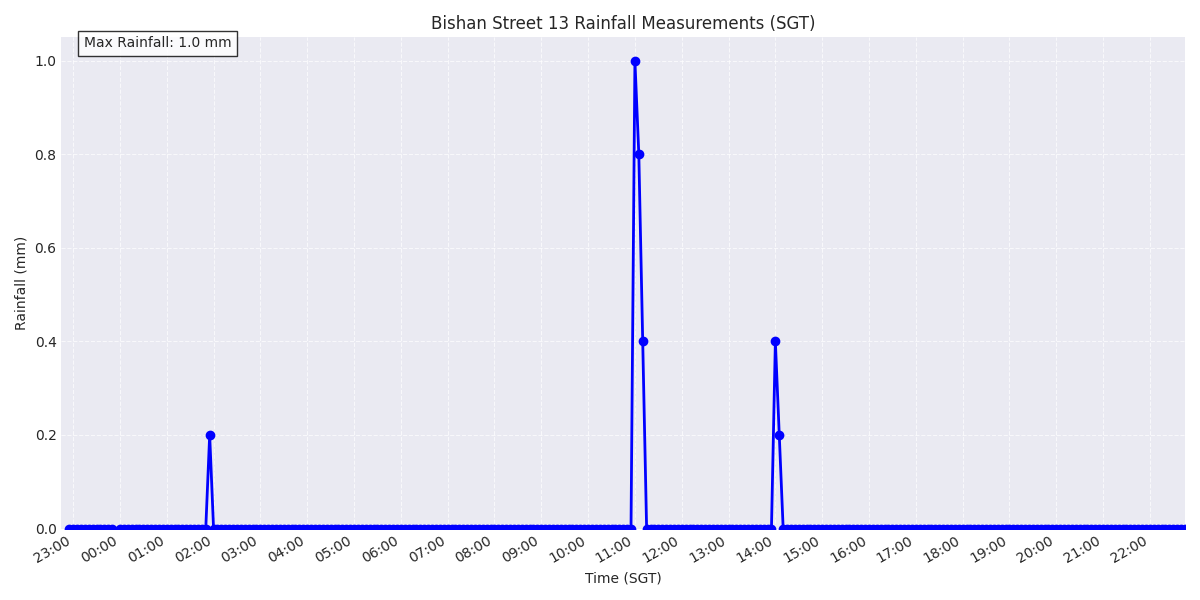 Bishan Street 13 Rainfall Measurements (SGT)
Max Rainfall: 1.0 mm
Rainfall (mm)
1.0
0.8
0.6
0.4
0.2
0.0
23:00 00:00 01:00 02:00 03:00 04:00 05:00 06:00 07:00 08:00 09:00 10:00 11:00 12:00 13:00 14:00 15:00 16:00 17:00 18:00 19:00 20:00 21:00 22:00
Time (SGT)